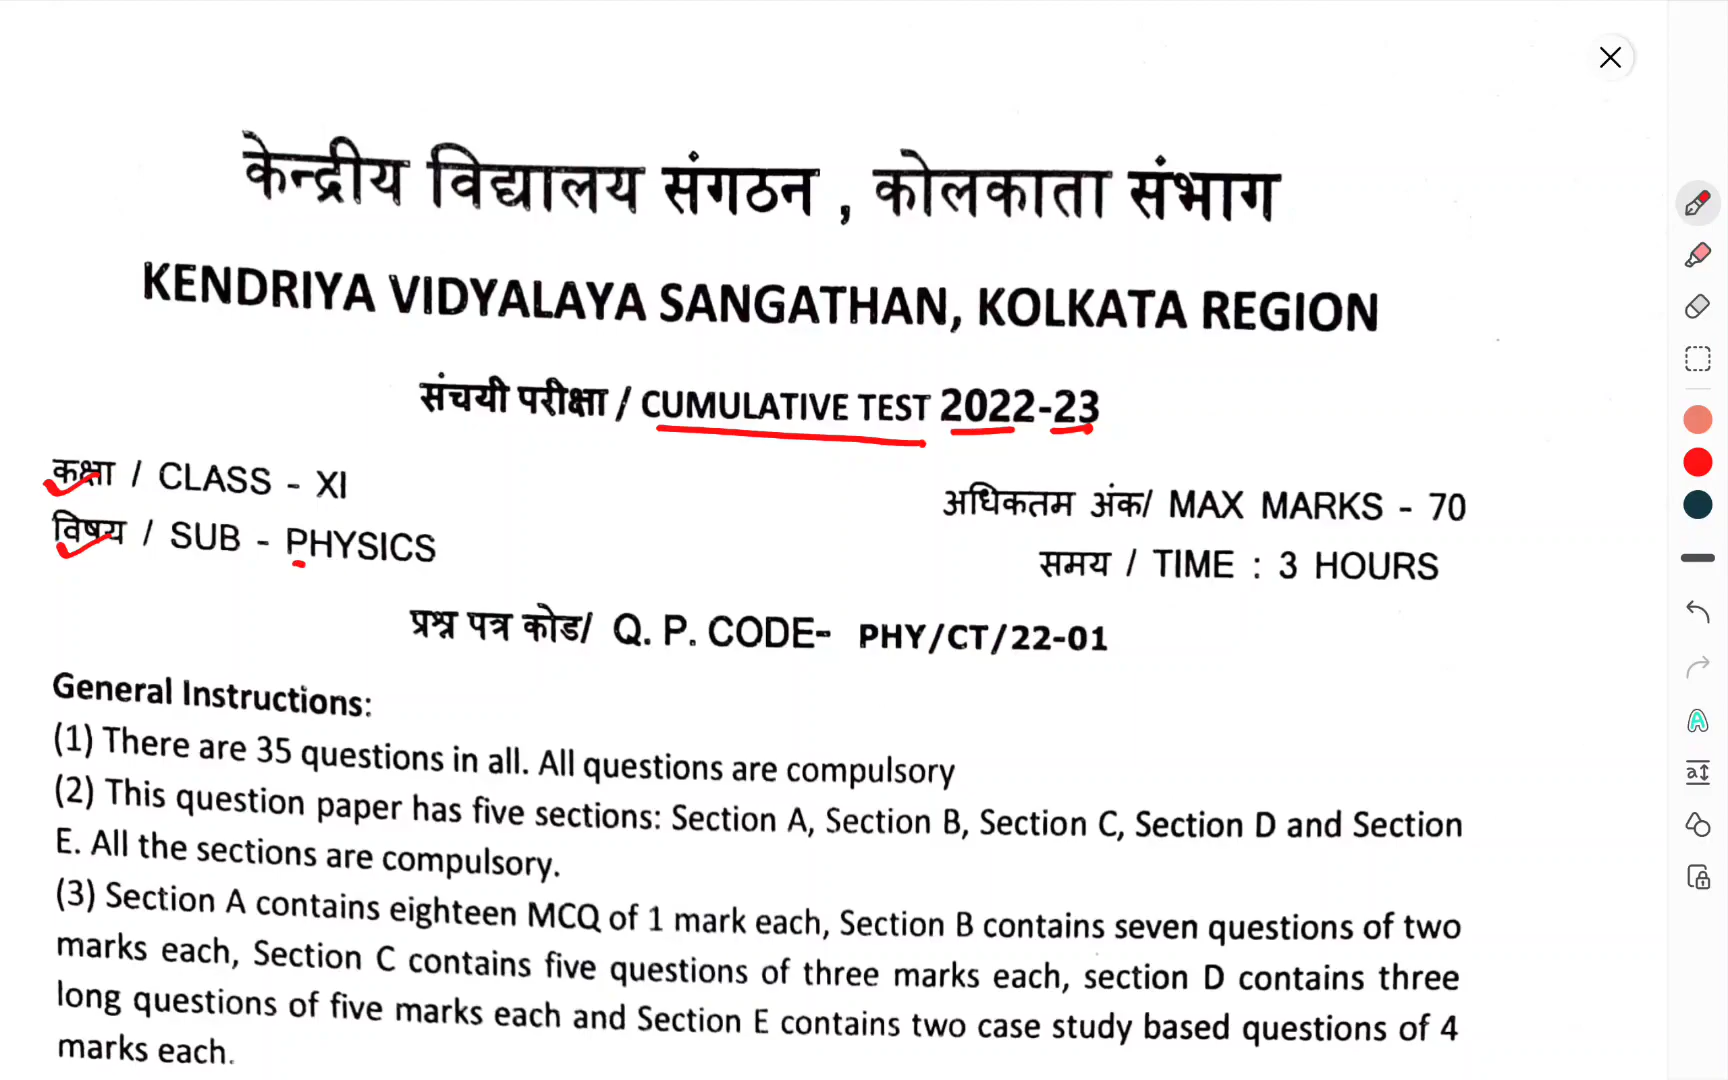 केन्द्रीय विद्यालय संगठन , कोलकाता संभाग
KENDRIYA VIDYALAYA SANGATHAN, KOLKATA REGION
संचयी परीक्षा / CUMULATIVE TEST 2022-23
कक्षा / CLASS - XI
अधिकतम अंक/ MAX MARKS - 70
विषय / SUB - PHYSICS
समय / TIME : 3 HOURS
प्रश्न पत्र कोड/ Q. P. CODE- PHY/CT/22-01
General Instructions:
(1) There are 35 questions in all. All questions are compulsory
(2) This question paper has five sections: Section A, Section B, Section C, Section D and Section
E. All the sections are compulsory.
(3) Section A contains eighteen MCQ of 1 mark each, Section B contains seven questions of two
marks each, Section C contains five questions of three marks each, section D contains three
long questions of five marks each and Section E contains two case study based questions of 4
marks each.